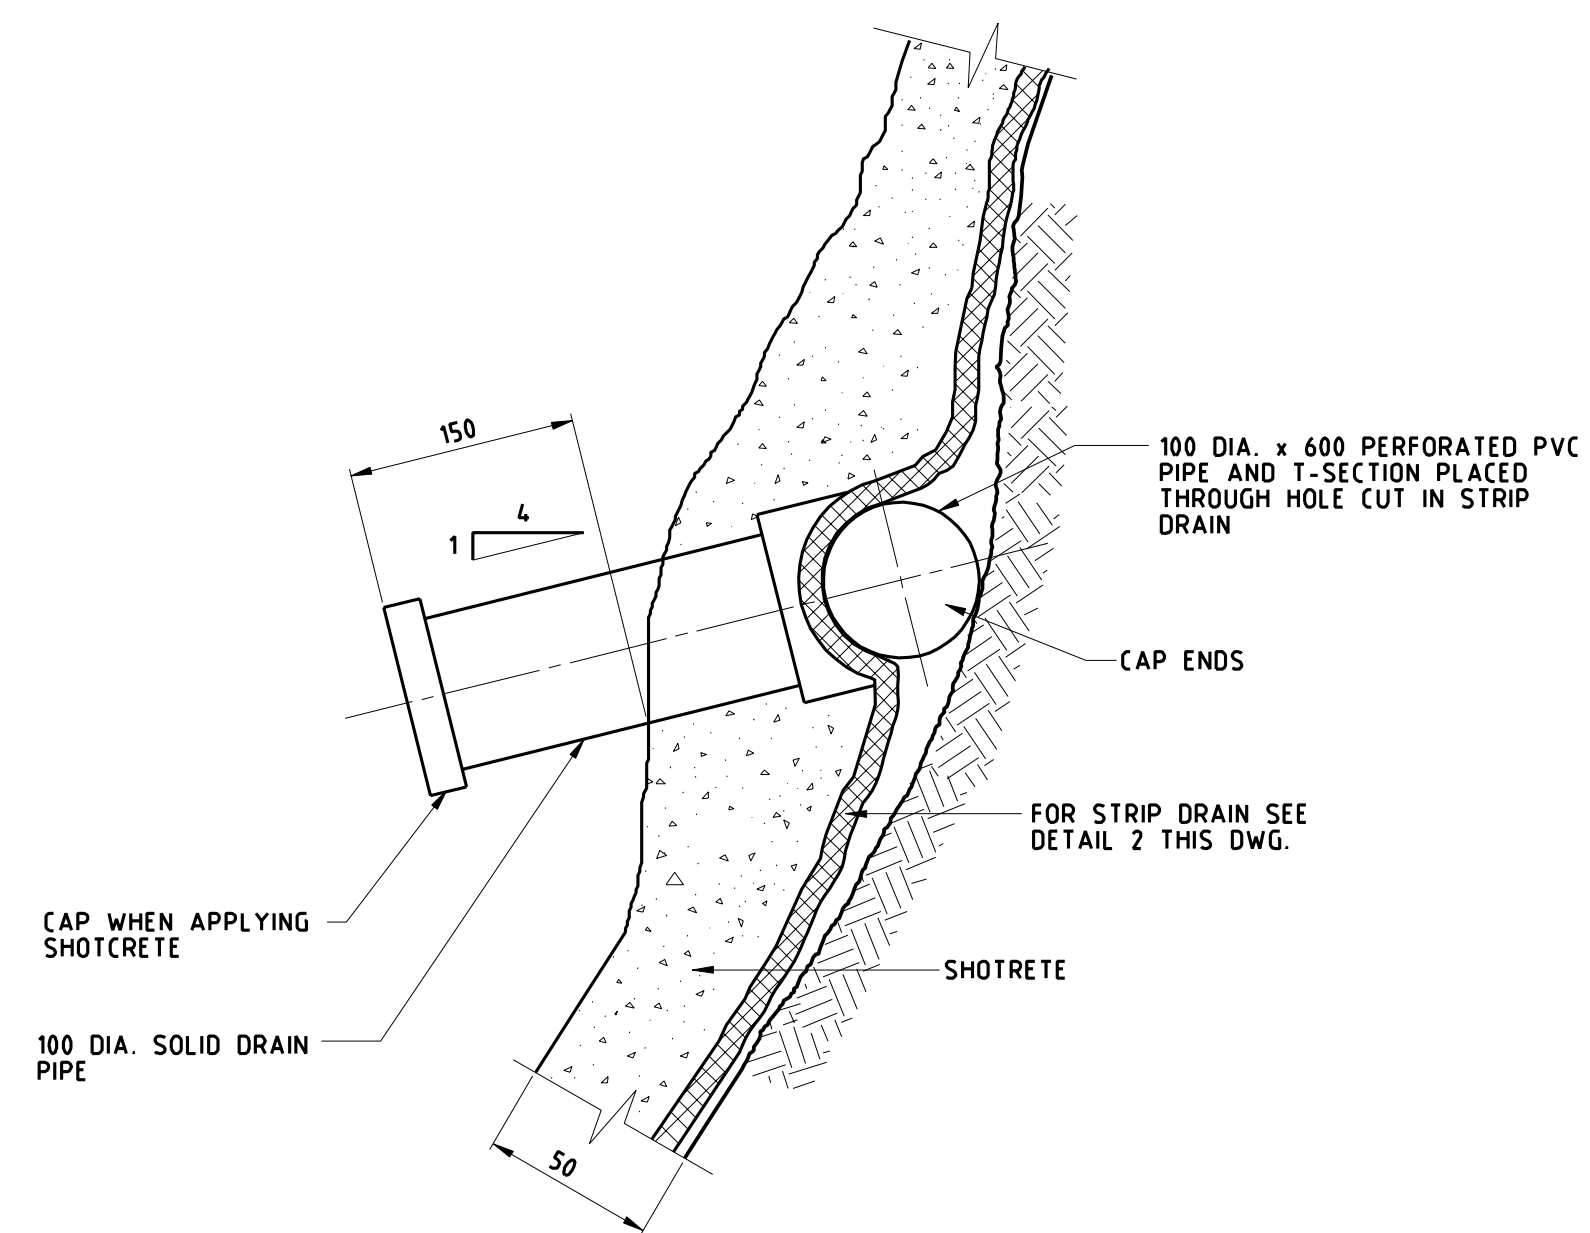 150
4
1
100 DIA. x 600 PERFORATED PVC
PIPE AND T-SECTION PLACED
THROUGH HOLE CUT IN STRIP
DRAIN
CAP ENDS
FOR STRIP DRAIN SEE
DETAIL 2 THIS DWG.
CAP WHEN APPLYING
SHOTCRETE
SHOTRETE
100 DIA. SOLID DRAIN
PIPE
50